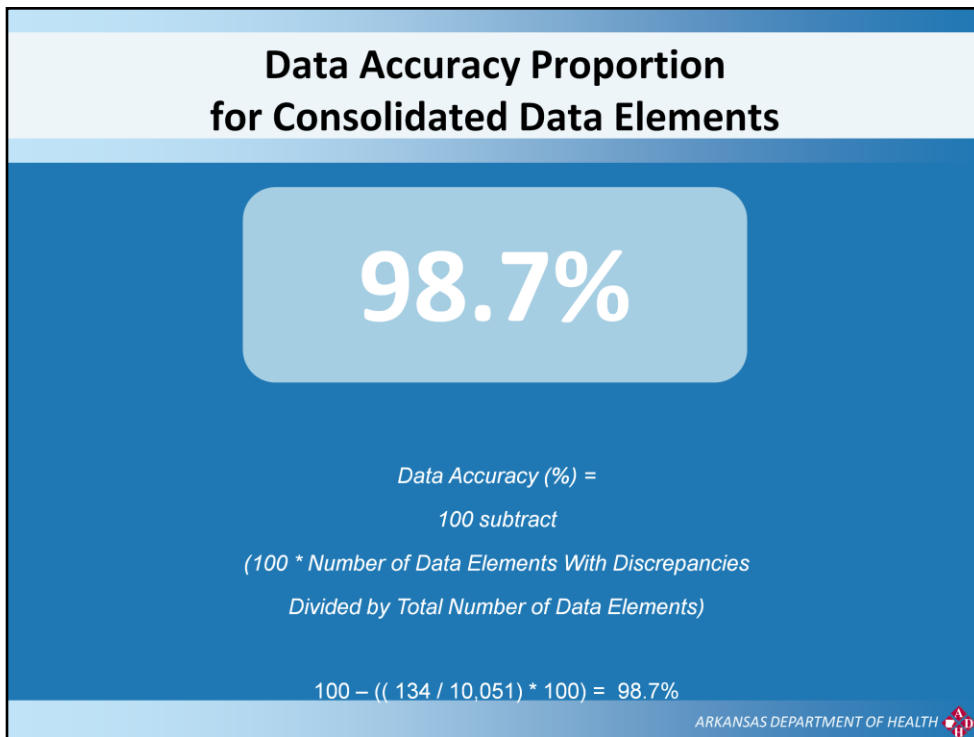 Data Accuracy Proportion
for Consolidated Data Elements
98.7%
Data Accuracy (%) =
100 subtract
(100 * Number of Data Elements With Discrepancies
Divided by Total Number of Data Elements)
100 – (( 134 / 10,051) * 100) = 98.7%
ARKANSAS DEPARTMENT OF HEALTH
A
D
H